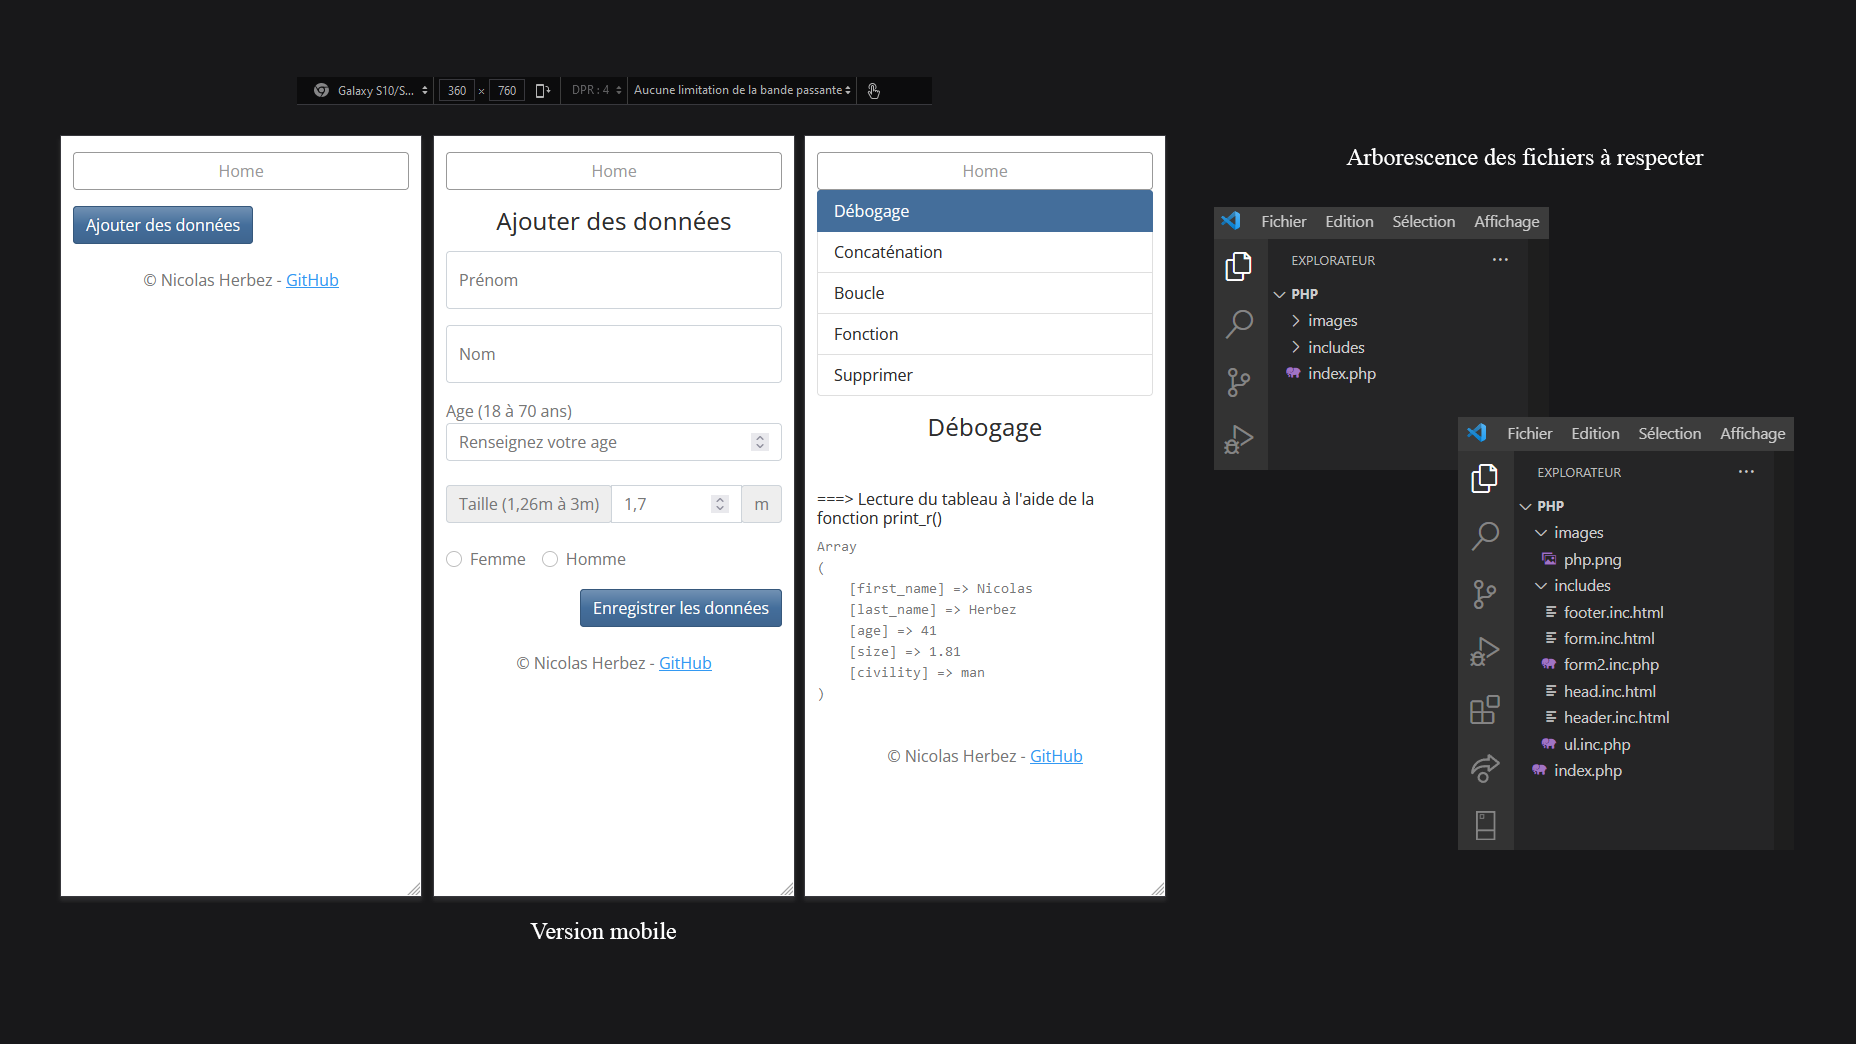 Galaxy S10/S... 360 × 760 DPR : 4 Aucune limitation de la bande passante
Home
Ajouter des données
© Nicolas Herbez - GitHub
Home
Ajouter des données
Prénom
Nom
Age (18 à 70 ans)
Renseignez votre age
Taille (1,26m à 3m) 1,7 m
Femme Homme
Enregistrer les données
© Nicolas Herbez - GitHub
Home
Débogage
Concaténation
Boucle
Fonction
Supprimer
Débogage
===> Lecture du tableau à l'aide de la
fonction print_r()
Array
(
[first_name] => Nicolas
[last_name] => Herbez
[age] => 41
[size] => 1.81
[civility] => man
)
© Nicolas Herbez - GitHub
Version mobile
Arborescence des fichiers à respecter
Fichier Edition Sélection Affichage
EXPLORATEUR ...
PHP
images
includes
index.php
Fichier Edition Sélection Affichage
EXPLORATEUR ...
PHP
images
php.png
includes
footer.inc.html
form.inc.html
form2.inc.php
head.inc.html
header.inc.html
ul.inc.php
index.php